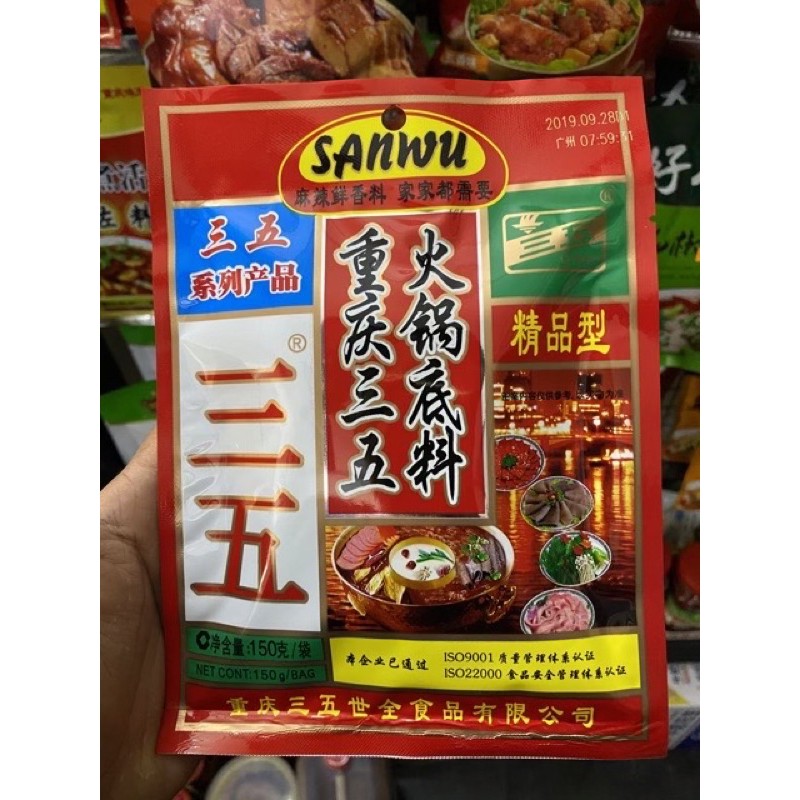 2019.09.28D1
广州 07:59:31
SANWU
麻辣鲜香料 家家都需要
三五
系列产品
三五
®
重庆三五
火锅底料
精品型
®
三五
净含量:150克/袋
NET CONT:150g/BAG
本企业已通过
ISO9001 质量管理体系认证
ISO22000 食品安全管理体系认证
重庆三五世全食品有限公司